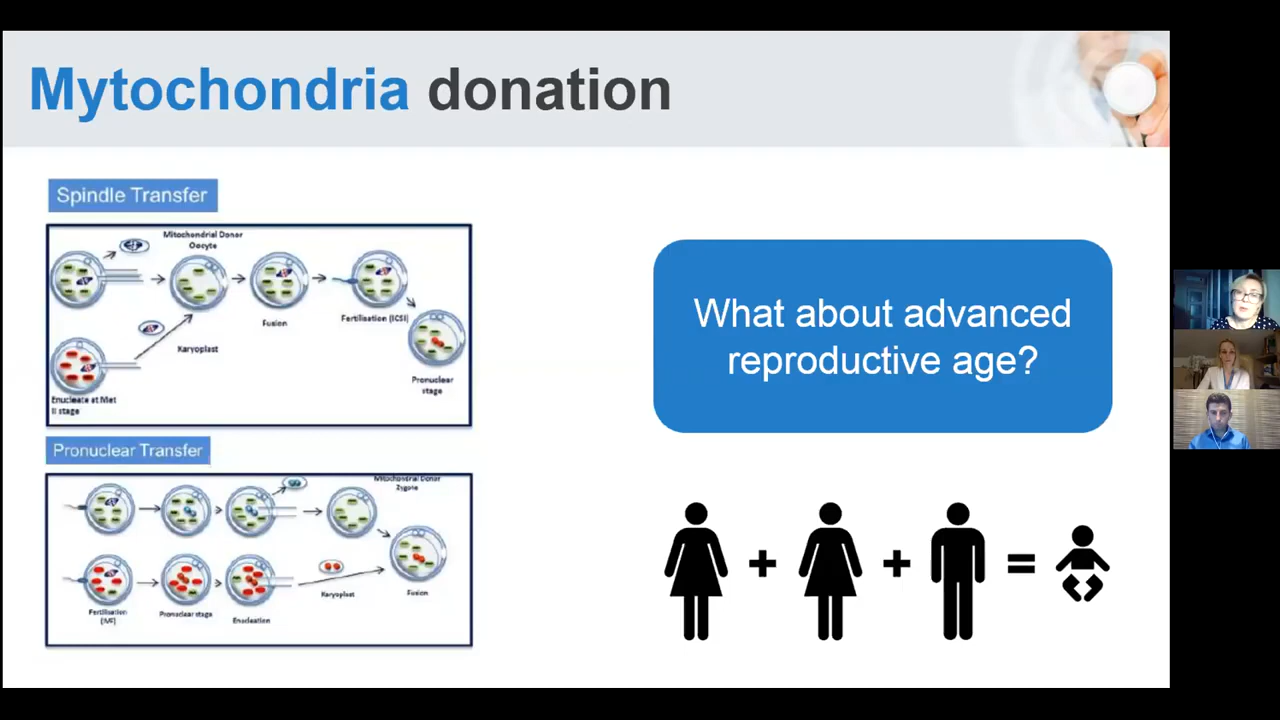 Mytochondria donation
Spindle Transfer
Mitochondrial Donor
Oocyte
Fusion
Fertilisation (ICSI)
Karyoplast
Pronuclear
stage
Enucleate at Met
II stage
Pronuclear Transfer
Mitochondrial Donor
Zygone
Karyoplast
Fusion
Fertilisation
(IVF)
Pronuclear stage
Enucleation
What about advanced
reproductive age?
+ + =